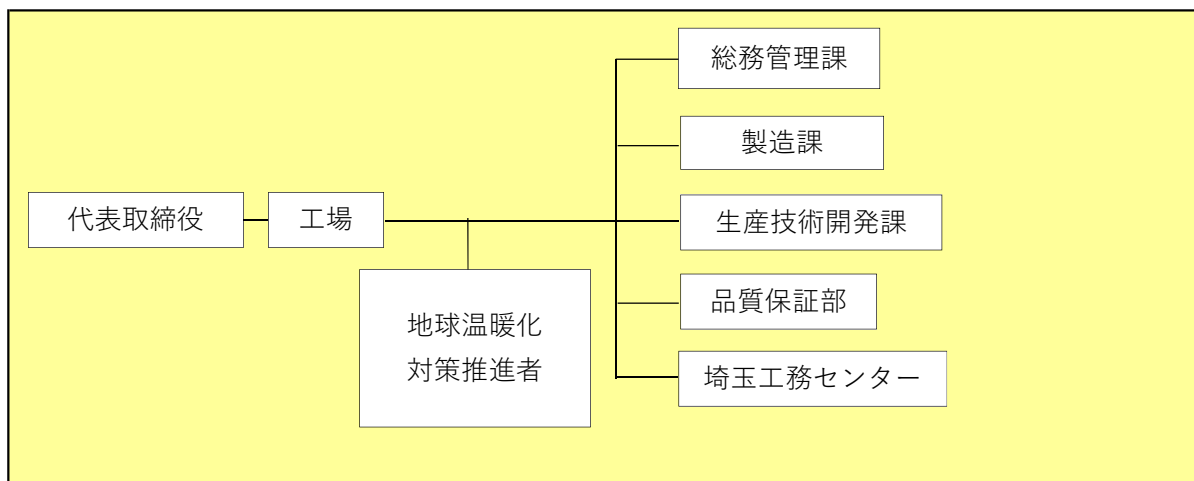 代表取締役
工場
地球温暖化
対策推進者
総務管理課
製造課
生産技術開発課
品質保証部
埼玉工務センター